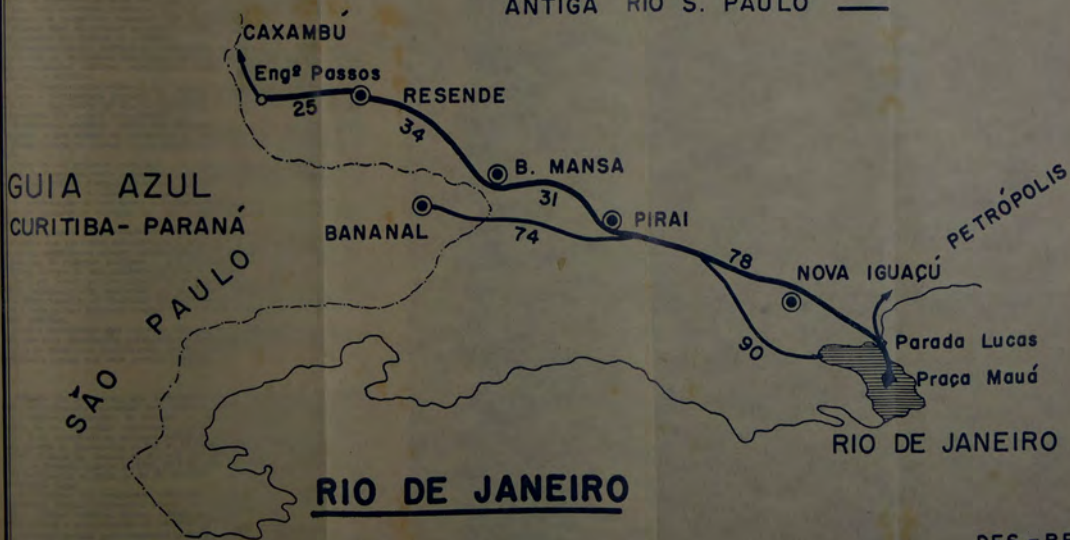 ANTIGA RIO S. PAULO
CAXAMBÚ
Engº Passos
25
RESENDE
34
B. MANSA
31
GUIA AZUL
CURITIBA- PARANÁ
BANANAL
74
PIRAI
PETRÓPOLIS
78
NOVA IGUAÇÚ
SÃO PAULO
90
Parada Lucas
Praça Mauá
RIO DE JANEIRO
RIO DE JANEIRO